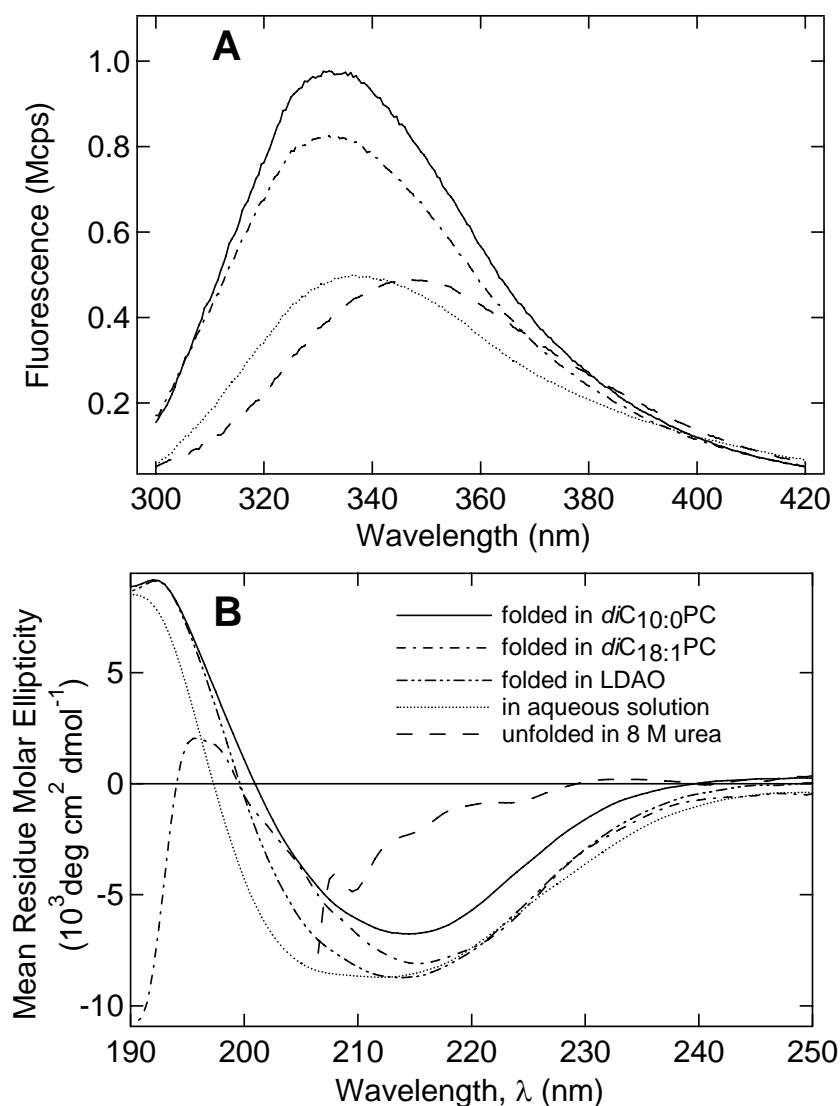 A
Fluorescence (Mcps)
1.0
0.8
0.6
0.4
0.2
300 320 340 360 380 400 420
Wavelength (nm)
B
folded in diC10:0PC
folded in diC18:1PC
folded in LDAO
in aqueous solution
unfolded in 8 M urea
Mean Residue Molar Ellipticity
(10³deg cm² dmol⁻¹)
5
0
-5
-10
190 200 210 220 230 240 250
Wavelength, λ (nm)